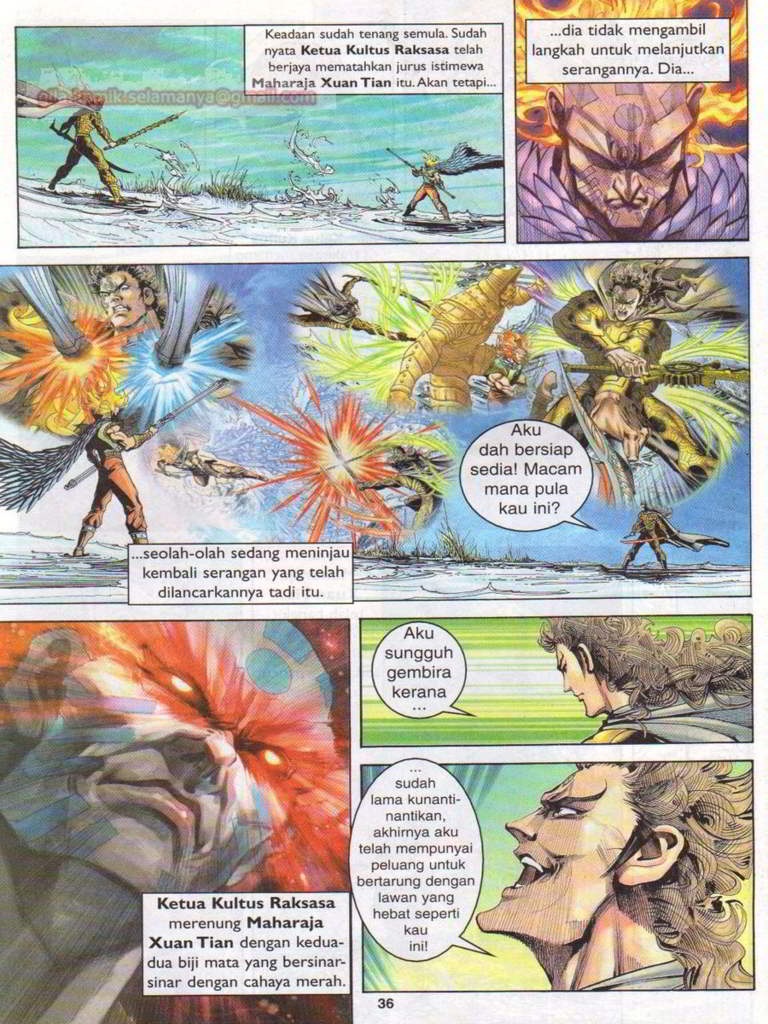 Keadaan sudah tenang semula. Sudah
nyata Ketua Kultus Raksasa telah
berjaya mematahkan jurus istimewa
Maharaja Xuan Tian itu. Akan tetapi...
...dia tidak mengambil
langkah untuk melanjutkan
serangannya. Dia...
Aku
dah bersiap
sedia! Macam
mana pula
kau ini?
...seolah-olah sedang meninjau
kembali serangan yang telah
dilancarkannya tadi itu.
Aku
sungguh
gembira
kerana
...
...
sudah
lama kunanti-
nantikan,
akhirnya aku
telah mempunyai
peluang untuk
bertarung dengan
lawan yang
hebat seperti
kau
ini!
Ketua Kultus Raksasa
merenung Maharaja
Xuan Tian dengan kedua-
dua biji mata yang bersinar-
sinar dengan cahaya merah.
36